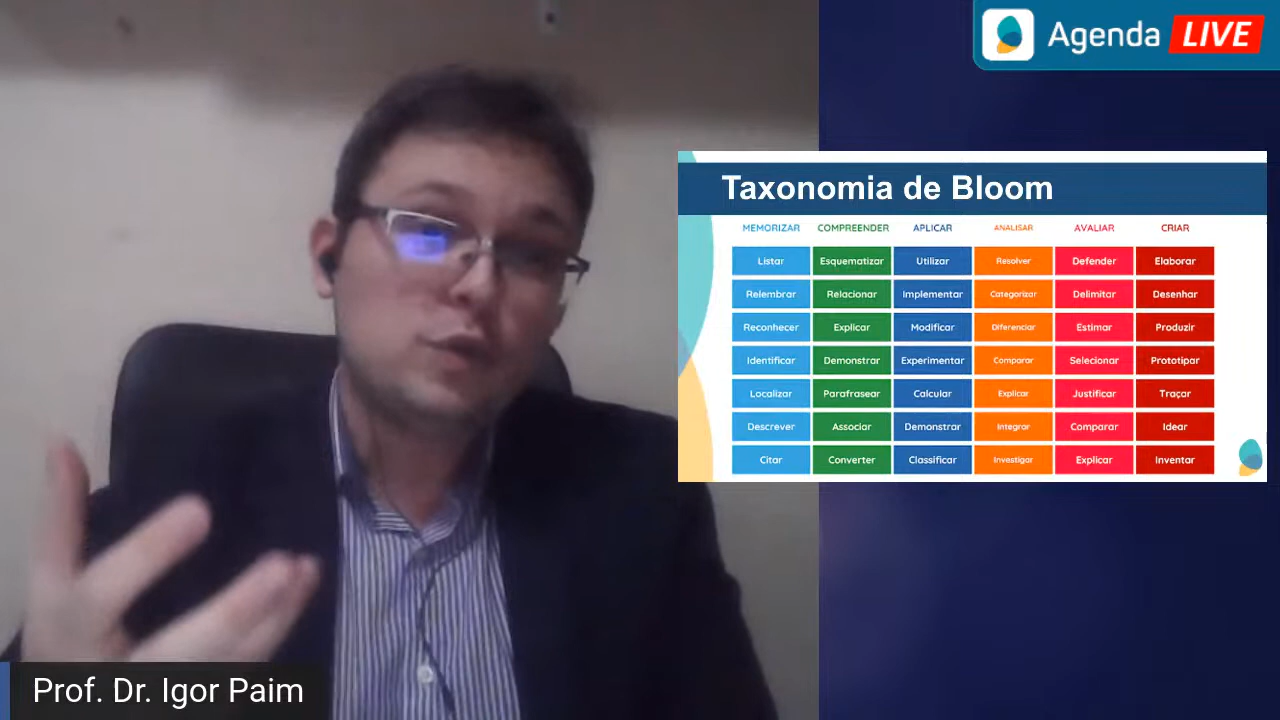 Agenda LIVE
Taxonomia de Bloom
MEMORIZAR COMPREENDER APLICAR ANALISAR AVALIAR CRIAR
Listar Esquematizar Utilizar Resolver Defender Elaborar
Relembrar Relacionar Implementar Categorizar Delimitar Desenhar
Reconhecer Explicar Modificar Diferenciar Estimar Produzir
Identificar Demonstrar Experimentar Comparar Selecionar Prototipar
Localizar Parafrasear Calcular Explicar Justificar Traçar
Descrever Associar Demonstrar Integrar Comparar Idear
Citar Converter Classificar Investigar Explicar Inventar
Prof. Dr. Igor Paim